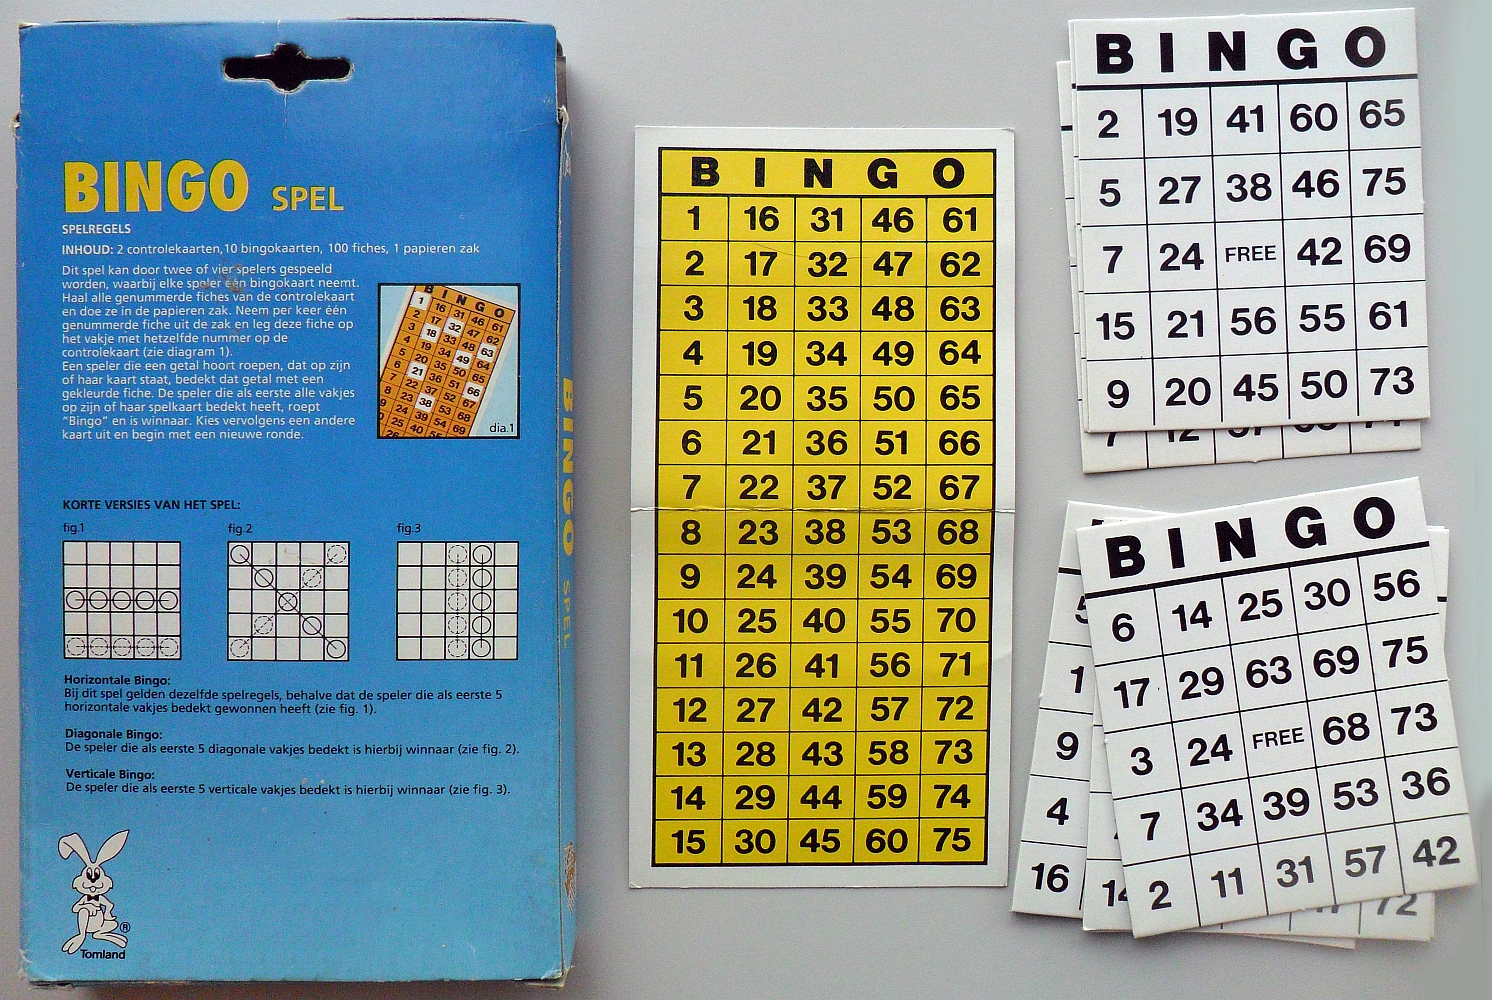 BINGO SPEL
SPELREGELS
INHOUD: 2 controlekaarten,10 bingokaarten, 100 fiches, 1 papieren zak
Dit spel kan door twee of vier spelers gespeeld
worden, waarbij elke speler één bingokaart neemt.
Haal alle genummerde fiches van de controlekaart
en doe ze in de papieren zak. Neem per keer één
genummerde fiche uit de zak en leg deze fiche op
het vakje met hetzelfde nummer op de
controlekaart (zie diagram 1).
Een speler die een getal hoort roepen, dat op zijn
of haar kaart staat, bedekt dat getal met een
gekleurde fiche. De speler die als eerste alle vakjes
op zijn of haar spelkaart bedekt heeft, roept
"Bingo" en is winnaar. Kies vervolgens een andere
kaart uit en begin met een nieuwe ronde.
dia.1
KORTE VERSIES VAN HET SPEL:
fig.1 fig.2 fig.3
Horizontale Bingo:
Bij dit spel gelden dezelfde spelregels, behalve dat de speler die als eerste 5
horizontale vakjes bedekt gewonnen heeft (zie fig. 1).
Diagonale Bingo:
De speler die als eerste 5 diagonale vakjes bedekt is hierbij winnaar (zie fig. 2).
Verticale Bingo:
De speler die als eerste 5 verticale vakjes bedekt is hierbij winnaar (zie fig. 3).
®
Tomland
BINGO SPEL
B I N G O
1 16 31 46 61
2 17 32 47 62
3 18 33 48 63
4 19 34 49 64
5 20 35 50 65
6 21 36 51 66
7 22 37 52 67
8 23 38 53 68
9 24 39 54 69
10 25 40 55 70
11 26 41 56 71
12 27 42 57 72
13 28 43 58 73
14 29 44 59 74
15 30 45 60 75
B I N G O
2 19 41 60 65
5 27 38 46 75
7 24 FREE 42 69
15 21 56 55 61
9 20 45 50 73
B I N G O
6 14 25 30 56
17 29 63 69 75
3 24 FREE 68 73
7 34 39 53 36
2 11 31 57 42
5
1
9
4
16 14
72